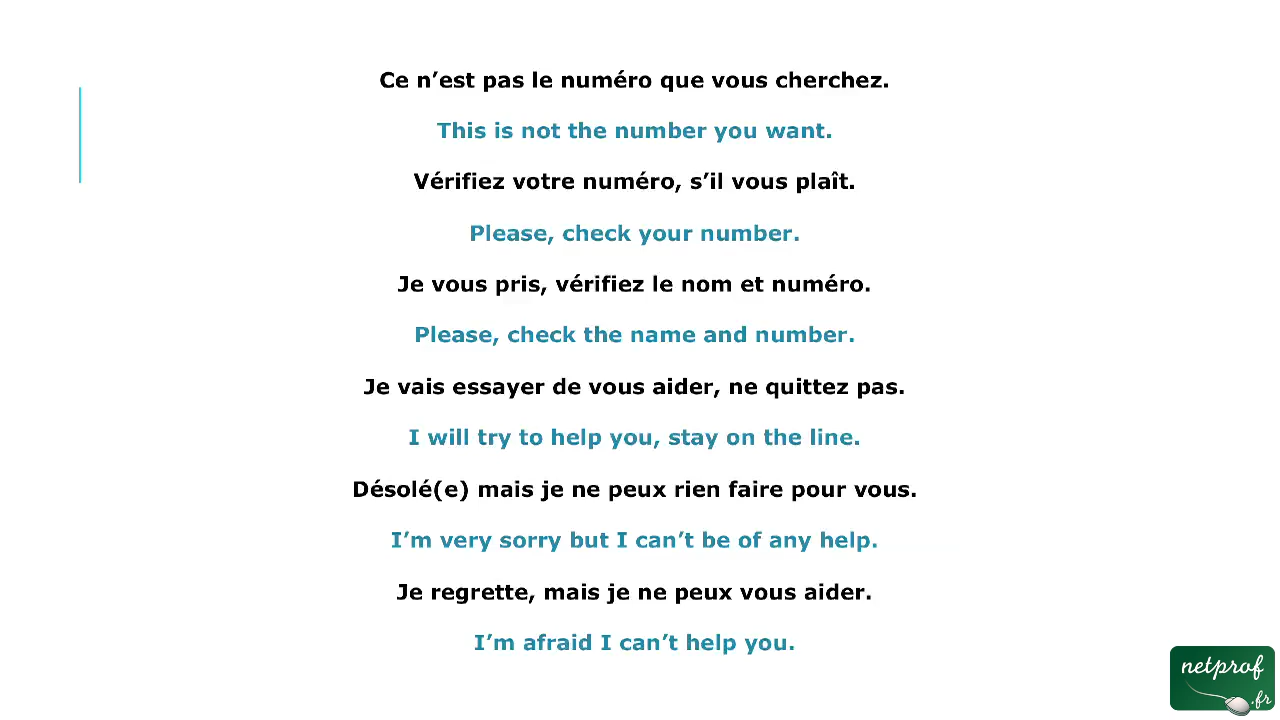 Ce n’est pas le numéro que vous cherchez.
This is not the number you want.
Vérifiez votre numéro, s’il vous plaît.
Please, check your number.
Je vous pris, vérifiez le nom et numéro.
Please, check the name and number.
Je vais essayer de vous aider, ne quittez pas.
I will try to help you, stay on the line.
Désolé(e) mais je ne peux rien faire pour vous.
I’m very sorry but I can’t be of any help.
Je regrette, mais je ne peux vous aider.
I’m afraid I can’t help you.
netprof
.fr